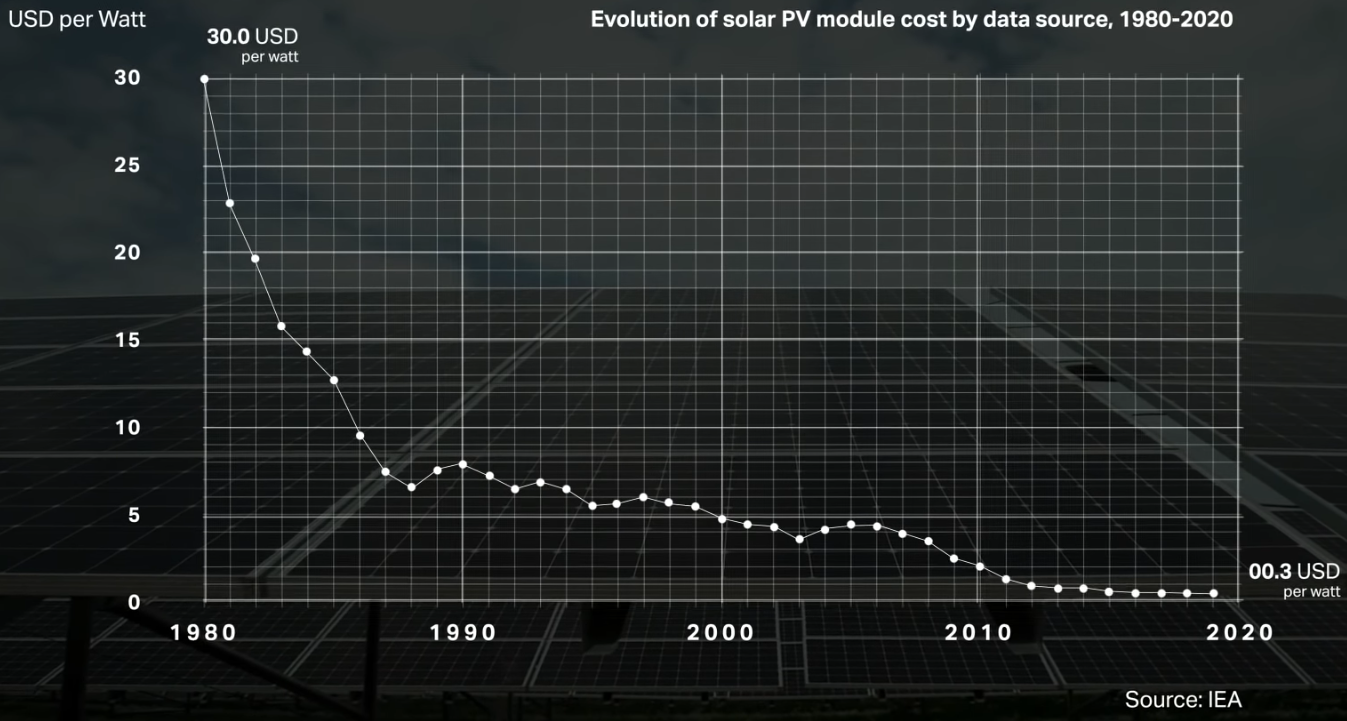 USD per Watt
Evolution of solar PV module cost by data source, 1980-2020
30.0 USD
per watt
30
25
20
15
10
5
0
00.3 USD
per watt
1980
1990
2000
2010
2020
Source: IEA